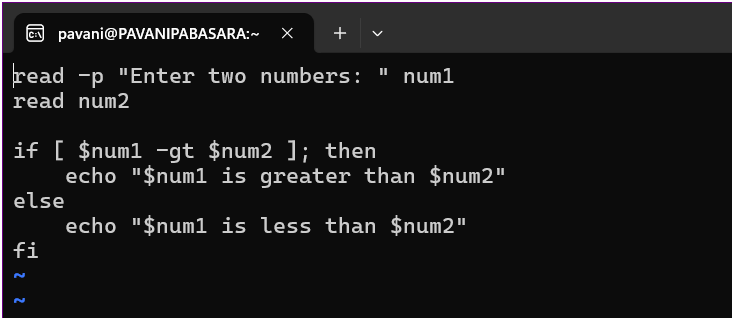 pavani@PAVANIPABASARA:~
read -p "Enter two numbers: " num1
read num2
if [ $num1 -gt $num2 ]; then
    echo "$num1 is greater than $num2"
else
    echo "$num1 is less than $num2"
fi
~
~